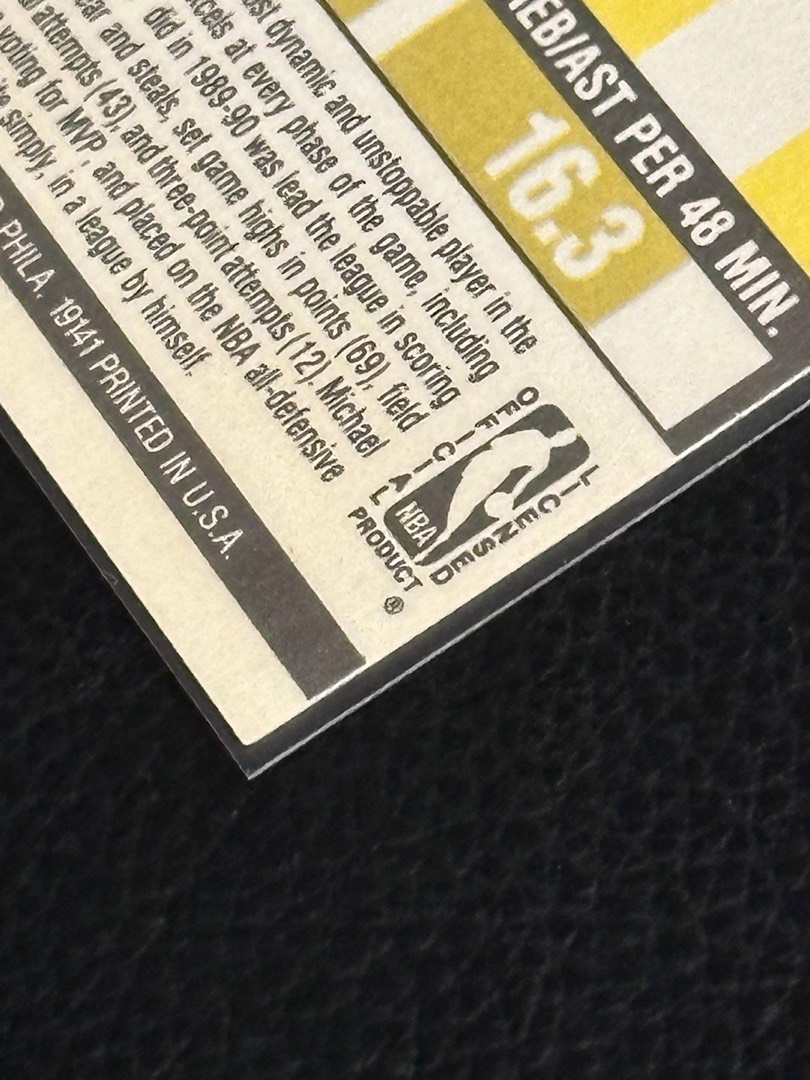 REB/AST PER 48 MIN.
16.3
dynamic, and unstoppable player in the
at every phase of the game, including
did in 1989-90 was lead the league in scoring
and steals, set game highs in points (69), field
attempts (43), and three-point attempts (12). Michael
voting for MVP, and placed on the NBA all-defensive
simply, in a league by himself.
PHILA. 19141 PRINTED IN U.S.A.
OFFICIAL LICENSED
NBA
PRODUCT ®